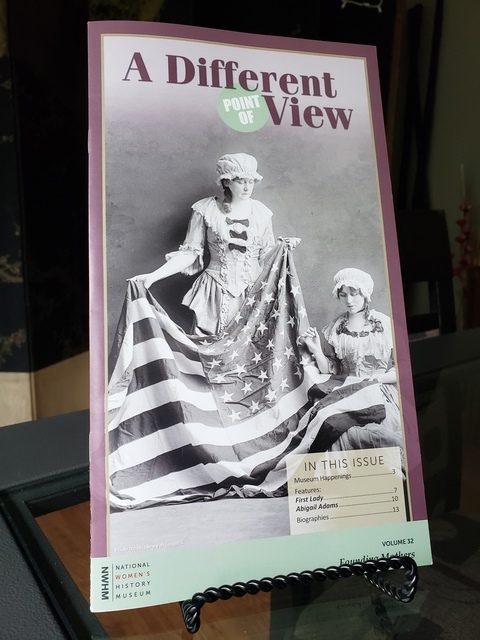 A Different
POINT
OF
View
IN THIS ISSUE
Museum Happenings 3
Features: 7
First Lady 10
Abigail Adams
Biographies 13
VOLUME 32
Founding Mothers
NWHM
NATIONAL
WOMEN'S
HISTORY
MUSEUM